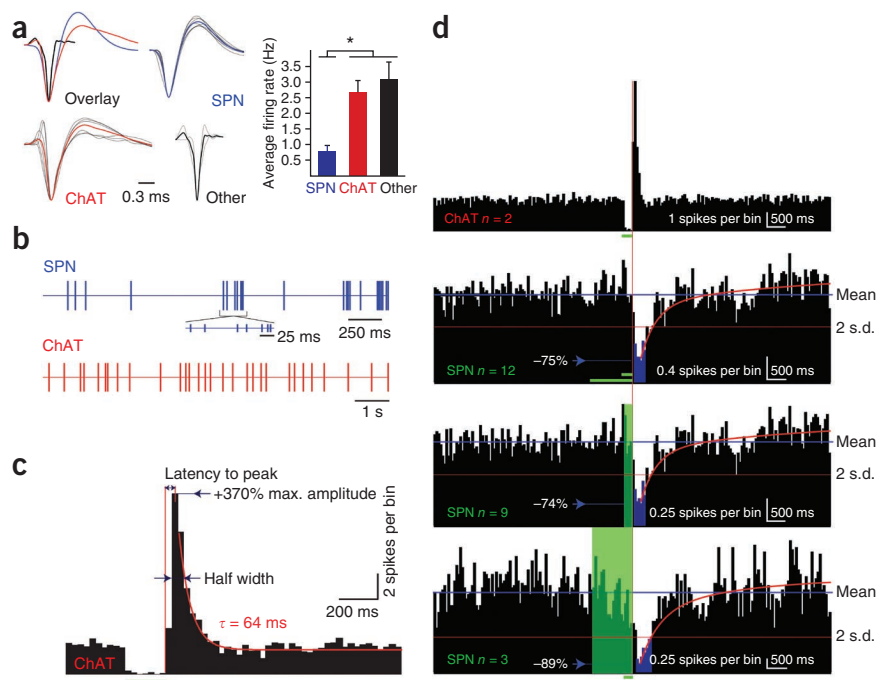 a
Overlay
SPN
ChAT
0.3 ms
Other
Average firing rate (Hz)
3.5
3.0
2.5
2.0
1.5
1.0
0.5
*
SPN ChAT Other
b
SPN
25 ms
250 ms
ChAT
1 s
c
Latency to peak
+370% max. amplitude
Half width
τ = 64 ms
2 spikes per bin
200 ms
ChAT
d
ChAT n = 2
1 spikes per bin
500 ms
Mean
2 s.d.
–75%
SPN n = 12
0.4 spikes per bin
500 ms
Mean
2 s.d.
–74%
SPN n = 9
0.25 spikes per bin
500 ms
Mean
2 s.d.
–89%
SPN n = 3
0.25 spikes per bin
500 ms